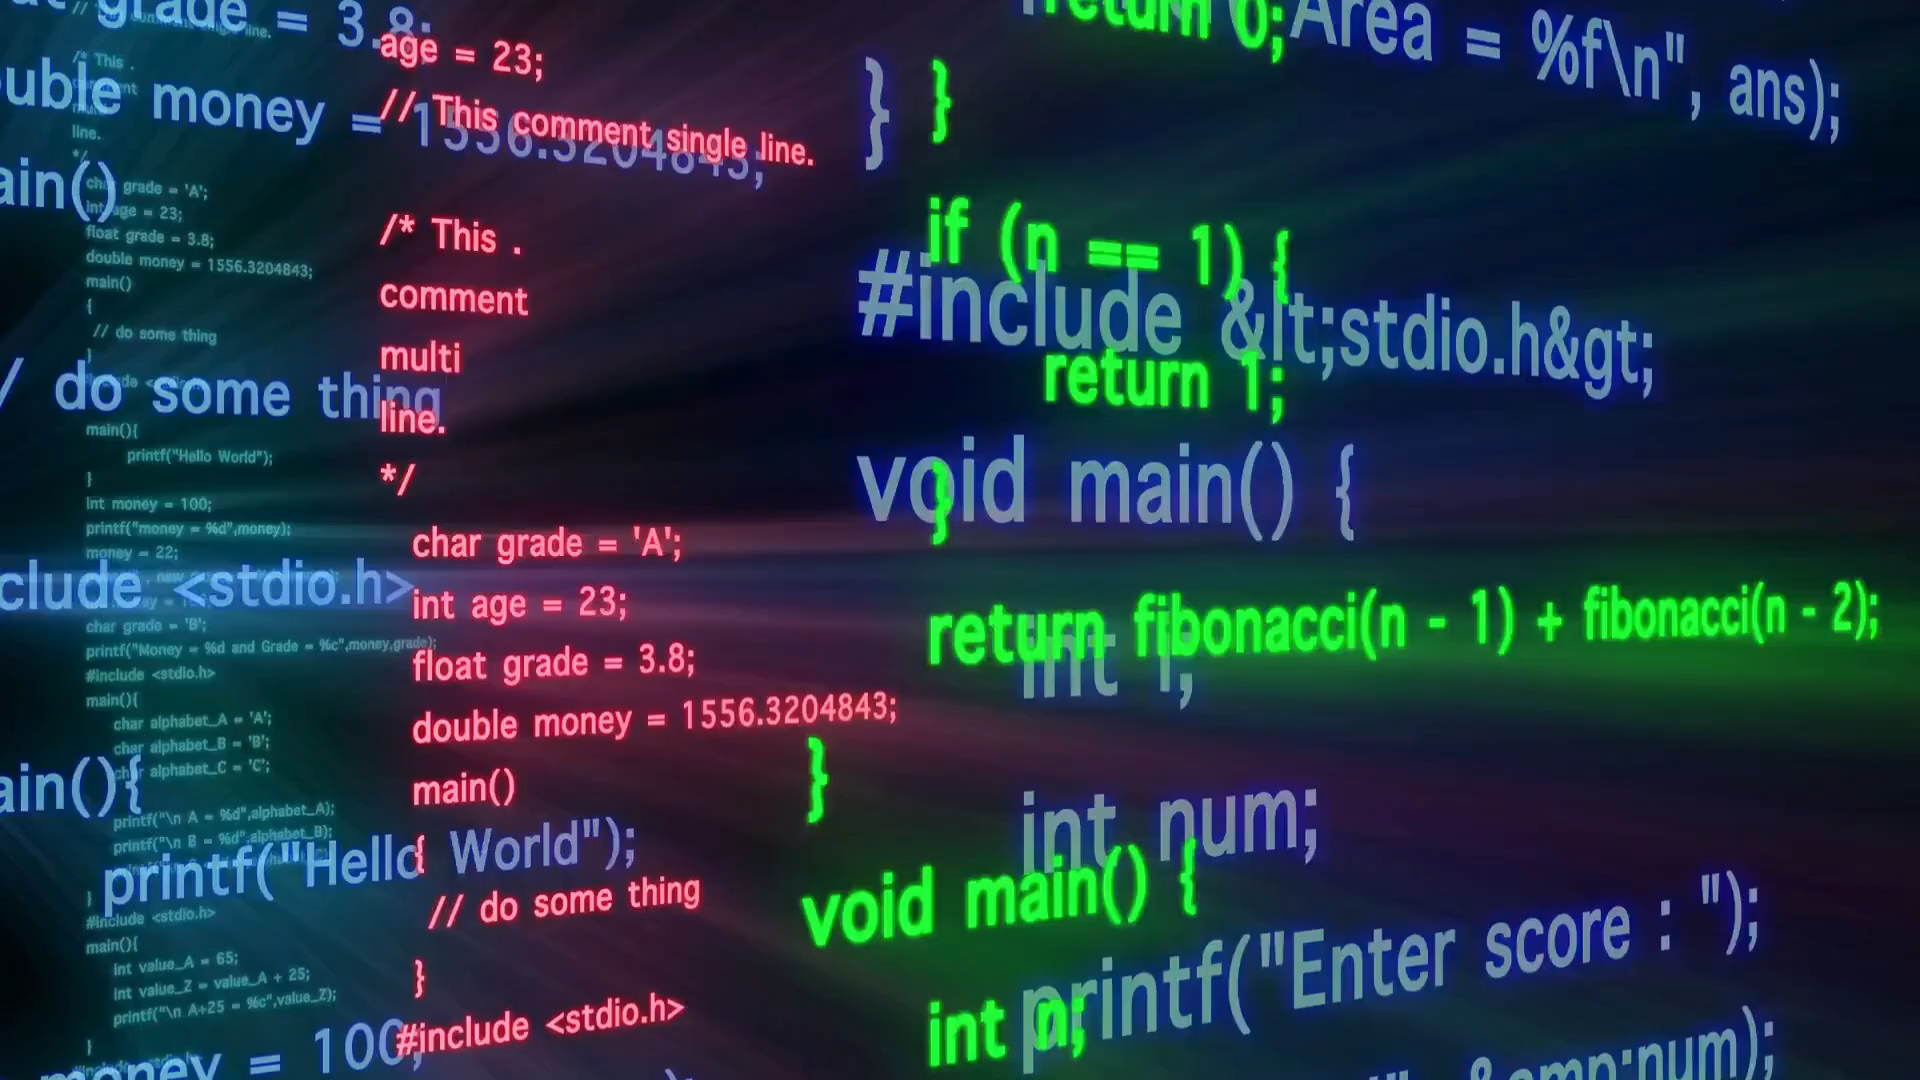 grade = 3.8;
double money = 1556.3204843;
main()
// do some thing
#include <stdio.h>
main(){
printf("Hello World");
money = 100;
/* This .
line.
*/
char grade = 'A';
int age = 23;
float grade = 3.8;
double money = 1556.3204843;
main()
{
// do some thing
}
main(){
printf("Hello World");
}
int money = 100;
printf("money = %d",money);
money = 22;
char grade = 'B';
printf("Money = %d and Grade = %c",money,grade);
#include <stdio.h>
main(){
char alphabet_A = 'A';
char alphabet_B = 'B';
char alphabet_C = 'C';
printf("\n A = %d",alphabet_A);
printf("\n B = %d",alphabet_B);
}
#include <stdio.h>
main(){
int value_A = 65;
int value_Z = value_A + 25;
printf("\n A+25 = %c",value_Z);
}
age = 23;
// This comment single line.
/* This .
comment
multi
line.
*/
char grade = 'A';
int age = 23;
float grade = 3.8;
double money = 1556.3204843;
main()
{
// do some thing
}
#include <stdio.h>
return 0;
}
if (n == 1) {
return 1;
}
return fibonacci(n - 1) + fibonacci(n - 2);
}
void main() {
int n;
Area = %f\n", ans);
}
#include &lt;stdio.h&gt;
void main() {
int i;
int num;
printf("Enter score : ");
&amp;num);